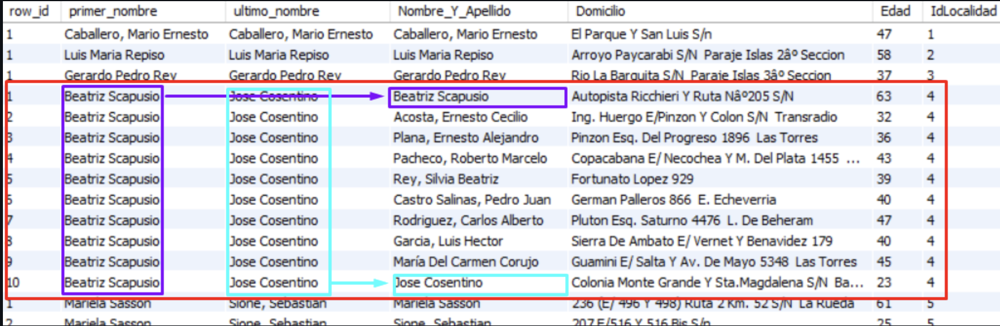 row_id primer_nombre ultimo_nombre Nombre_Y_Apellido Domicilio Edad IdLocalidad
1 Caballero, Mario Ernesto Caballero, Mario Ernesto Caballero, Mario Ernesto El Parque Y San Luis S/n 47 1
1 Luis Maria Repiso Luis Maria Repiso Luis Maria Repiso Arroyo Paycarabi S/N Paraje Islas 2âº Seccion 58 2
1 Gerardo Pedro Rey Gerardo Pedro Rey Gerardo Pedro Rey Rio La Barquita S/N Paraje Islas 3âº Seccion 37 3
1 Beatriz Scapusio Jose Cosentino Beatriz Scapusio Autopista Ricchieri Y Ruta Nâº205 S/N 63 4
2 Beatriz Scapusio Jose Cosentino Acosta, Ernesto Cecilio Ing. Huergo E/Pinzon Y Colon S/N Transradio 32 4
3 Beatriz Scapusio Jose Cosentino Plana, Ernesto Alejandro Pinzon Esq. Del Progreso 1896 Las Torres 36 4
4 Beatriz Scapusio Jose Cosentino Pacheco, Roberto Marcelo Copacabana E/ Necochea Y M. Del Plata 1455 ... 43 4
5 Beatriz Scapusio Jose Cosentino Rey, Silvia Beatriz Fortunato Lopez 929 39 4
6 Beatriz Scapusio Jose Cosentino Castro Salinas, Pedro Juan German Palleros 866 E. Echeverria 40 4
7 Beatriz Scapusio Jose Cosentino Rodriguez, Carlos Alberto Pluton Esq. Saturno 4476 L. De Beheram 47 4
8 Beatriz Scapusio Jose Cosentino Garcia, Luis Hector Sierra De Ambato E/ Vernet Y Benavidez 179 40 4
9 Beatriz Scapusio Jose Cosentino María Del Carmen Corujo Guamini E/ Salta Y Av. De Mayo 5348 Las Torres 45 4
10 Beatriz Scapusio Jose Cosentino Jose Cosentino Colonia Monte Grande Y Sta.Magdalena S/N Ba... 23 4
1 Mariela Sasson Sione, Sebastian Mariela Sasson 236 (E/ 496 Y 498) Ruta 2 Km. 52 S/N La Rueda 61 5
2 Mariela Sasson Sione, Sebastian Sione, Sebastian 207 E/516 Y 516 Bis S/n 25 5